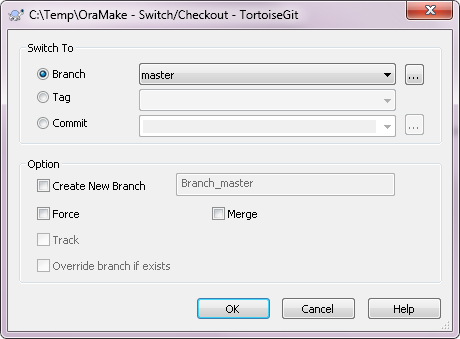 C:\Temp\OraMake - Switch/Checkout - TortoiseGit
Switch To
Branch master ...
Tag
Commit ...
Option
Create New Branch Branch_master
Force Merge
Track
Override branch if exists
OK Cancel Help